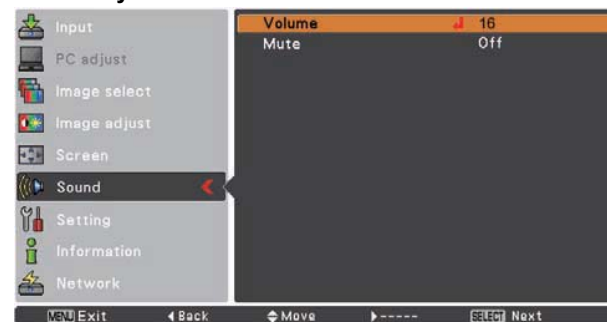 Input
PC adjust
Image select
Image adjust
Screen
Sound
Setting
Information
Network
Volume 16
Mute Off
MENU Exit Back Move ----- SELECT Next